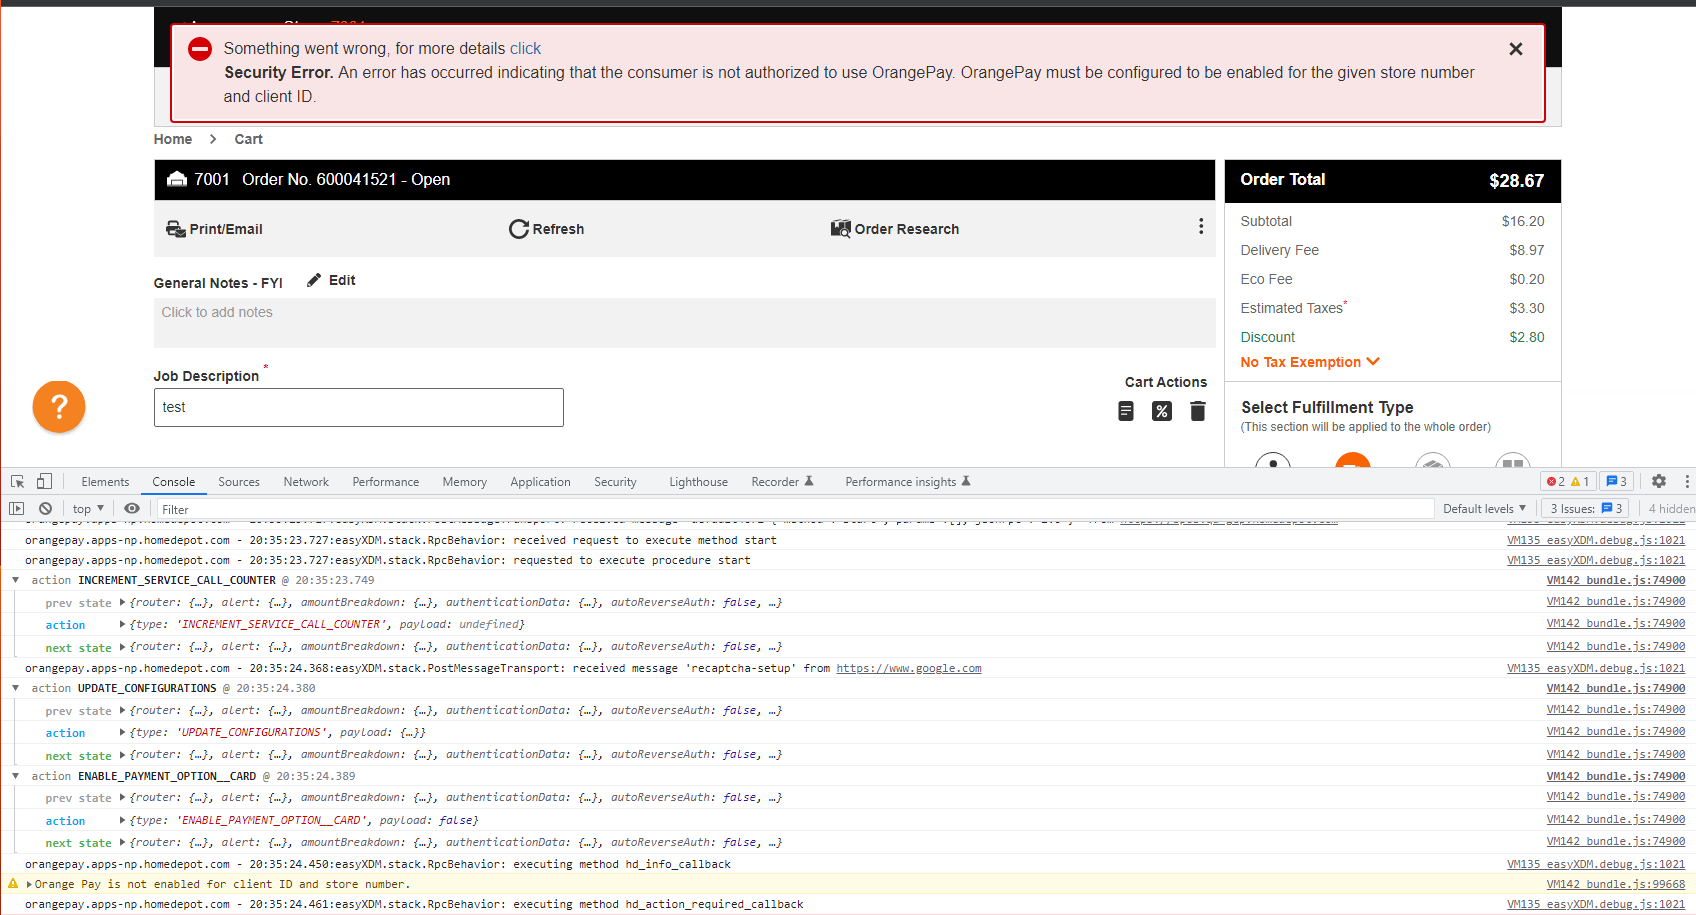 Something went wrong, for more details click
Security Error. An error has occurred indicating that the consumer is not authorized to use OrangePay. OrangePay must be configured to be enabled for the given store number
and client ID.
Home > Cart
7001 Order No. 600041521 - Open
Print/Email Refresh Order Research
General Notes - FYI Edit
Click to add notes
Job Description *
test
Cart Actions
Order Total $28.67
Subtotal $16.20
Delivery Fee $8.97
Eco Fee $0.20
Estimated Taxes* $3.30
Discount $2.80
No Tax Exemption
Select Fulfillment Type
(This section will be applied to the whole order)
?
Elements Console Sources Network Performance Memory Application Security Lighthouse Recorder Performance insights 2 1 3
top Filter Default levels 3 Issues: 3 4 hidden
orangepay.apps-np.homedepot.com - 20:35:23.727:easyXDM.stack.RpcBehavior: received request to execute method start VM135 easyXDM.debug.js:1021
orangepay.apps-np.homedepot.com - 20:35:23.727:easyXDM.stack.RpcBehavior: requested to execute procedure start VM135 easyXDM.debug.js:1021
action INCREMENT_SERVICE_CALL_COUNTER @ 20:35:23.749 VM142 bundle.js:74900
prev state {router: {…}, alert: {…}, amountBreakdown: {…}, authenticationData: {…}, autoReverseAuth: false, …} VM142 bundle.js:74900
action {type: 'INCREMENT_SERVICE_CALL_COUNTER', payload: undefined} VM142 bundle.js:74900
next state {router: {…}, alert: {…}, amountBreakdown: {…}, authenticationData: {…}, autoReverseAuth: false, …} VM142 bundle.js:74900
orangepay.apps-np.homedepot.com - 20:35:24.368:easyXDM.stack.PostMessageTransport: received message 'recaptcha-setup' from https://www.google.com VM135 easyXDM.debug.js:1021
action UPDATE_CONFIGURATIONS @ 20:35:24.380 VM142 bundle.js:74900
prev state {router: {…}, alert: {…}, amountBreakdown: {…}, authenticationData: {…}, autoReverseAuth: false, …} VM142 bundle.js:74900
action {type: 'UPDATE_CONFIGURATIONS', payload: {…}} VM142 bundle.js:74900
next state {router: {…}, alert: {…}, amountBreakdown: {…}, authenticationData: {…}, autoReverseAuth: false, …} VM142 bundle.js:74900
action ENABLE_PAYMENT_OPTION__CARD @ 20:35:24.389 VM142 bundle.js:74900
prev state {router: {…}, alert: {…}, amountBreakdown: {…}, authenticationData: {…}, autoReverseAuth: false, …} VM142 bundle.js:74900
action {type: 'ENABLE_PAYMENT_OPTION__CARD', payload: false} VM142 bundle.js:74900
next state {router: {…}, alert: {…}, amountBreakdown: {…}, authenticationData: {…}, autoReverseAuth: false, …} VM142 bundle.js:74900
orangepay.apps-np.homedepot.com - 20:35:24.450:easyXDM.stack.RpcBehavior: executing method hd_info_callback VM135 easyXDM.debug.js:1021
Orange Pay is not enabled for client ID and store number. VM142 bundle.js:99668
orangepay.apps-np.homedepot.com - 20:35:24.461:easyXDM.stack.RpcBehavior: executing method hd_action_required_callback VM135 easyXDM.debug.js:1021